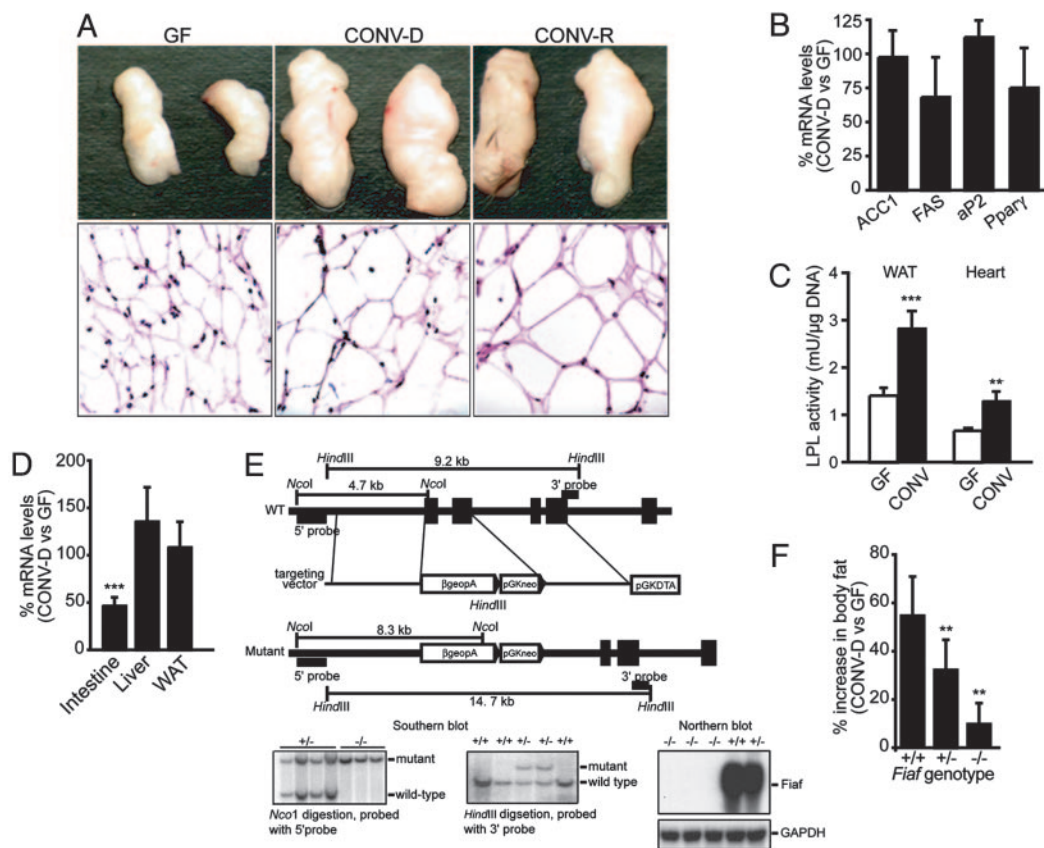 A
GF
CONV-D
CONV-R
B
% mRNA levels
(CONV-D vs GF)
125
100
75
50
25
0
ACC1
FAS
aP2
Pparγ
C
WAT
Heart
LPL activity (mU/µg DNA)
4
3
2
1
0
***
**
GF
CONV
GF
CONV
D
% mRNA levels
(CONV-D vs GF)
200
150
100
50
0
***
Intestine
Liver
WAT
E
HindIII
9.2 kb
HindIII
NcoI
4.7 kb
NcoI
3' probe
WT
5' probe
targeting
vector
βgeopA
pGKneo
pGKDTA
HindIII
NcoI
8.3 kb
NcoI
Mutant
βgeopA
pGKneo
5' probe
3' probe
HindIII
14.7 kb
HindIII
Southern blot
+/- -/-
mutant
wild-type
Nco1 digestion, probed
with 5'probe
+/+ +/+ +/- +/- +/+
mutant
wild type
HindIII digsetion, probed
with 3' probe
Northern blot
-/- -/- -/- +/+ +/-
Fiaf
GAPDH
F
% increase in body fat
(CONV-D vs GF)
80
60
40
20
0
**
**
+/+ +/- -/-
Fiaf genotype